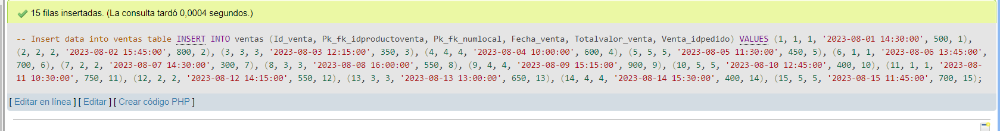 15 filas insertadas. (La consulta tardó 0,0004 segundos.)
-- Insert data into ventas table INSERT INTO ventas (Id_venta, Pk_fk_idproductoventa, Pk_fk_numlocal, Fecha_venta, Totalvalor_venta, Venta_idpedido) VALUES (1, 1, 1, '2023-08-01 14:30:00', 500, 1),
(2, 2, 2, '2023-08-02 15:45:00', 800, 2), (3, 3, 3, '2023-08-03 12:15:00', 350, 3), (4, 4, 4, '2023-08-04 10:00:00', 600, 4), (5, 5, 5, '2023-08-05 11:30:00', 450, 5), (6, 1, 1, '2023-08-06 13:45:00',
700, 6), (7, 2, 2, '2023-08-07 14:30:00', 300, 7), (8, 3, 3, '2023-08-08 16:00:00', 550, 8), (9, 4, 4, '2023-08-09 15:15:00', 900, 9), (10, 5, 5, '2023-08-10 12:45:00', 400, 10), (11, 1, 1, '2023-08-
11 10:30:00', 750, 11), (12, 2, 2, '2023-08-12 14:15:00', 550, 12), (13, 3, 3, '2023-08-13 13:00:00', 650, 13), (14, 4, 4, '2023-08-14 15:30:00', 400, 14), (15, 5, 5, '2023-08-15 11:45:00', 700, 15);
[ Editar en línea ] [ Editar ] [ Crear código PHP ]